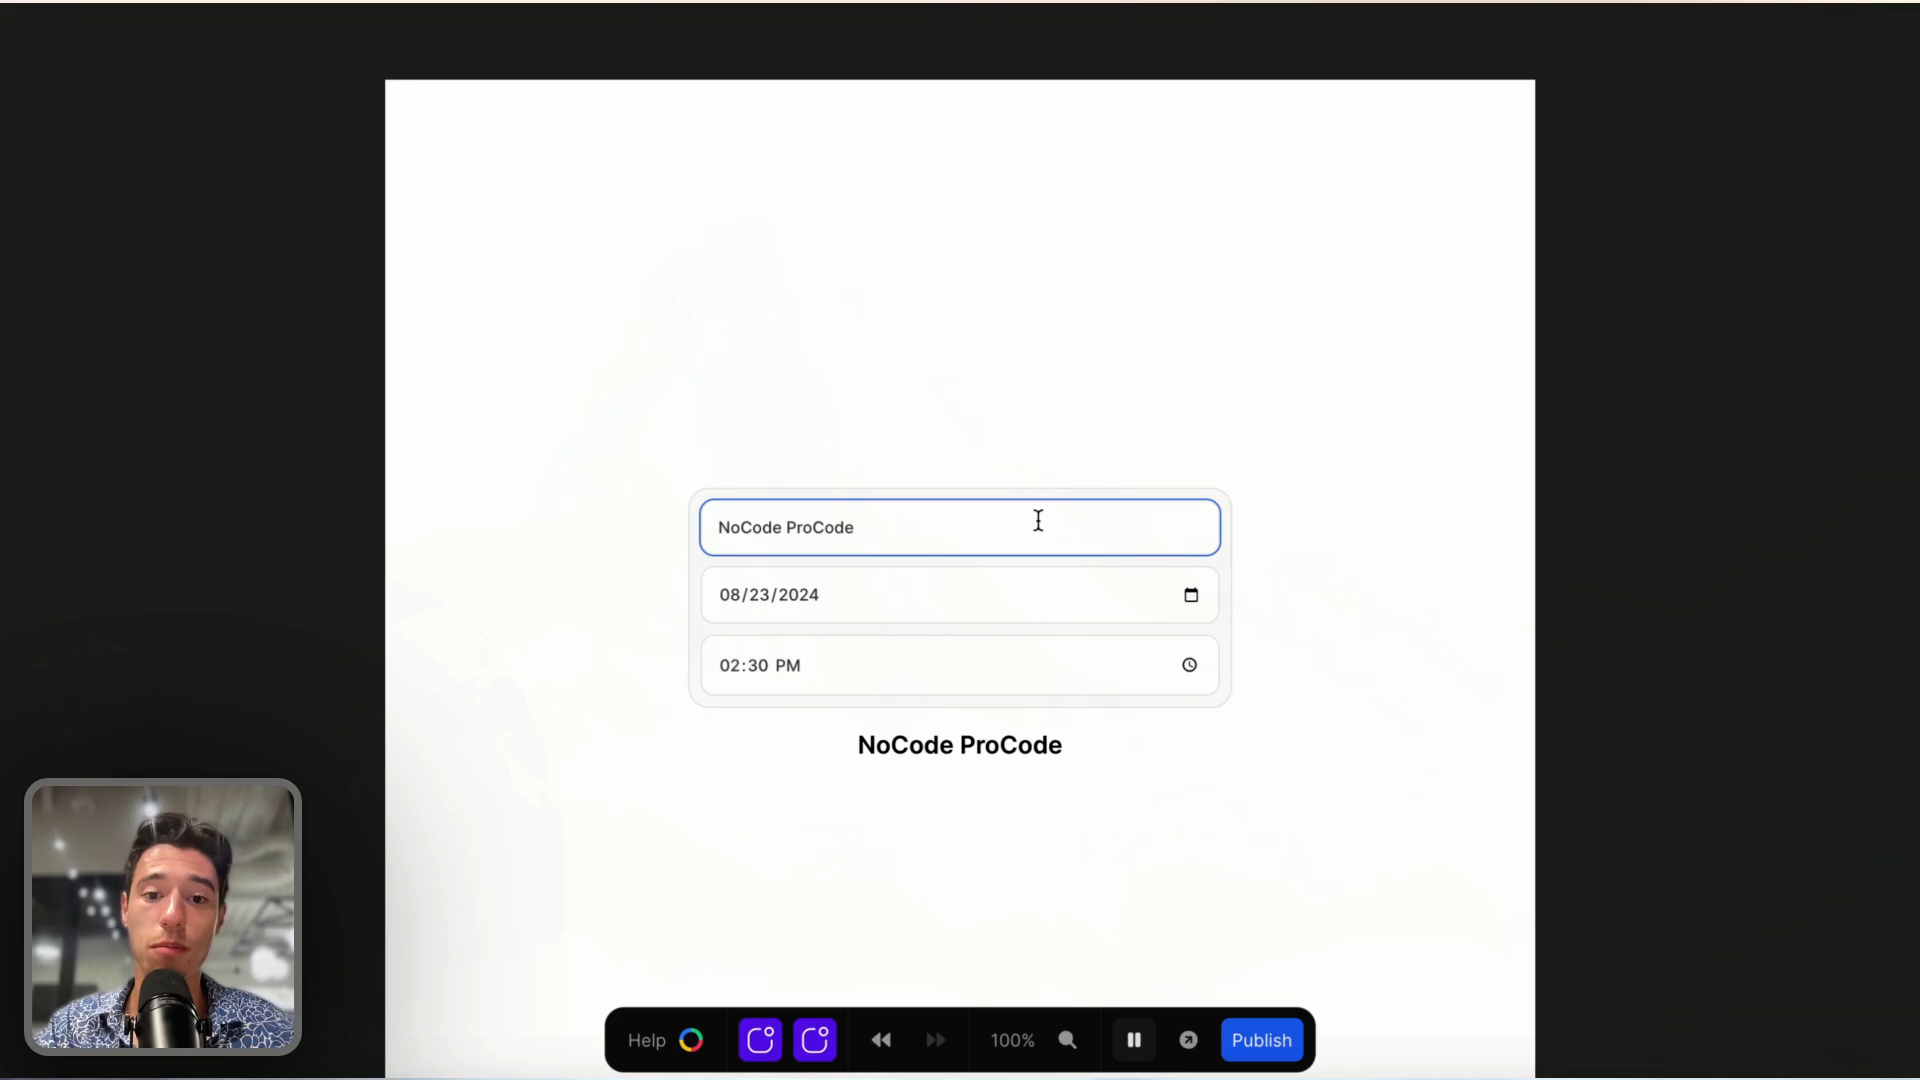 NoCode ProCode
08/23/2024
02:30 PM
NoCode ProCode
Help
100%
Publish